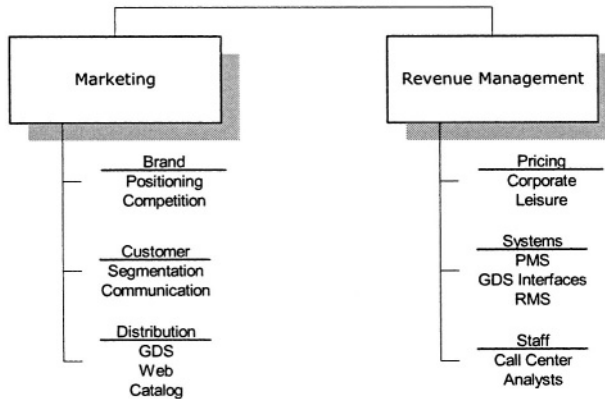 Marketing
Brand
Positioning
Competition
Customer
Segmentation
Communication
Distribution
GDS
Web
Catalog
Revenue Management
Pricing
Corporate
Leisure
Systems
PMS
GDS Interfaces
RMS
Staff
Call Center
Analysts